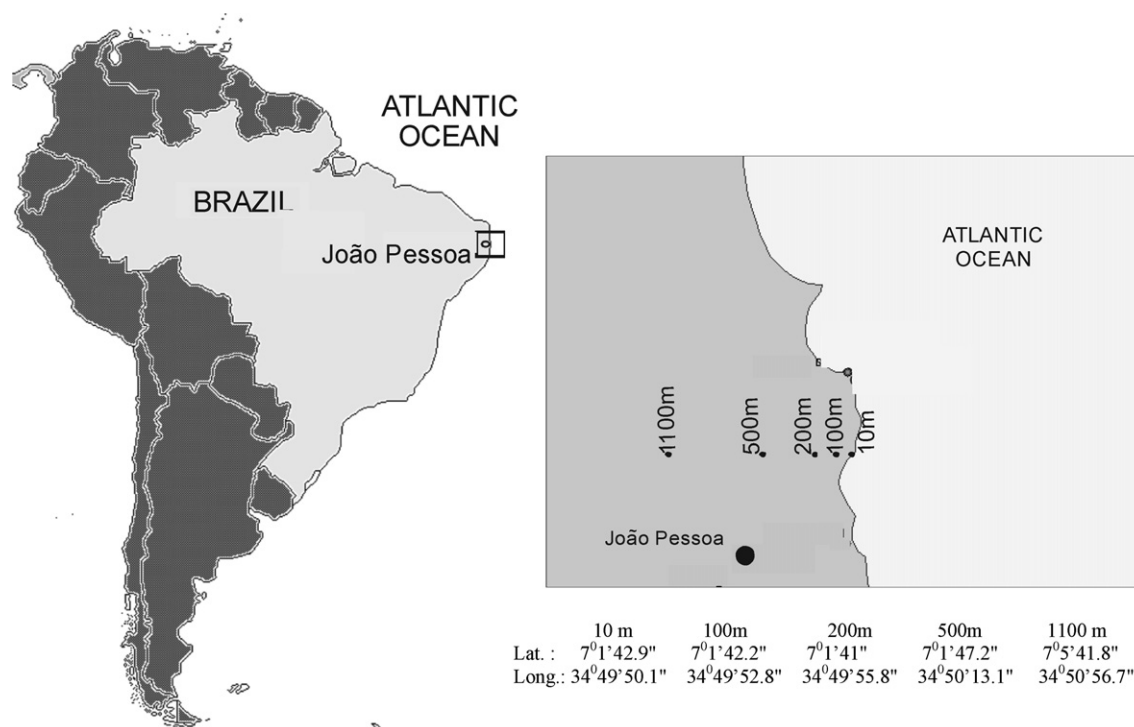 ATLANTIC
OCEAN
BRAZIL
João Pessoa
ATLANTIC
OCEAN
1100m
500m
200m
100m
10m
João Pessoa
10 m 100m 200m 500m 1100 m
Lat. : 7⁰1'42.9" 7⁰1'42.2" 7⁰1'41" 7⁰1'47.2" 7⁰5'41.8"
Long.: 34⁰49'50.1" 34⁰49'52.8" 34⁰49'55.8" 34⁰50'13.1" 34⁰50'56.7"